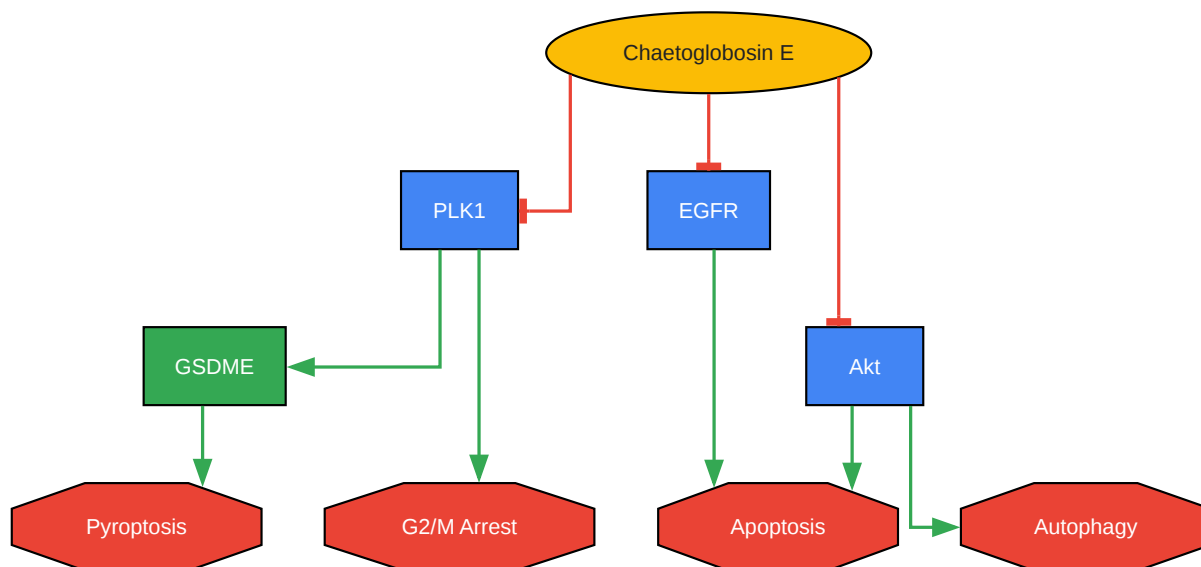 Chaetoglobosin E
PLK1
EGFR
GSDME
Akt
Pyroptosis
G2/M Arrest
Apoptosis
Autophagy